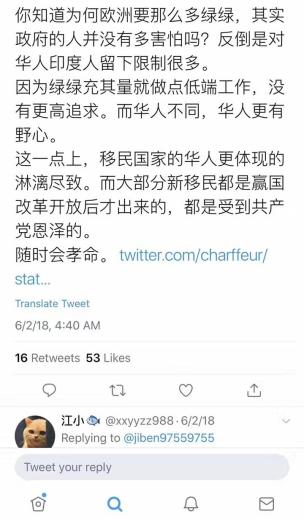 你知道为何欧洲要那么多绿绿，其实
政府的人并没有多害怕吗？反倒是对
华人印度人留下限制很多。
因为绿绿充其量就做点低端工作，没
有更高追求。而华人不同，华人更有
野心。
这一点上，移民国家的华人更体现的
淋漓尽致。而大部分新移民都是赢国
改革开放后才出来的，都是受到共产
党恩泽的。
随时会孝命。 twitter.com/charffeur/
stat...
Translate Tweet
6/2/18, 4:40 AM
16 Retweets 53 Likes
江小🐟 @xxyyzz988 · 6/2/18
Replying to @jiben97559755
Tweet your reply